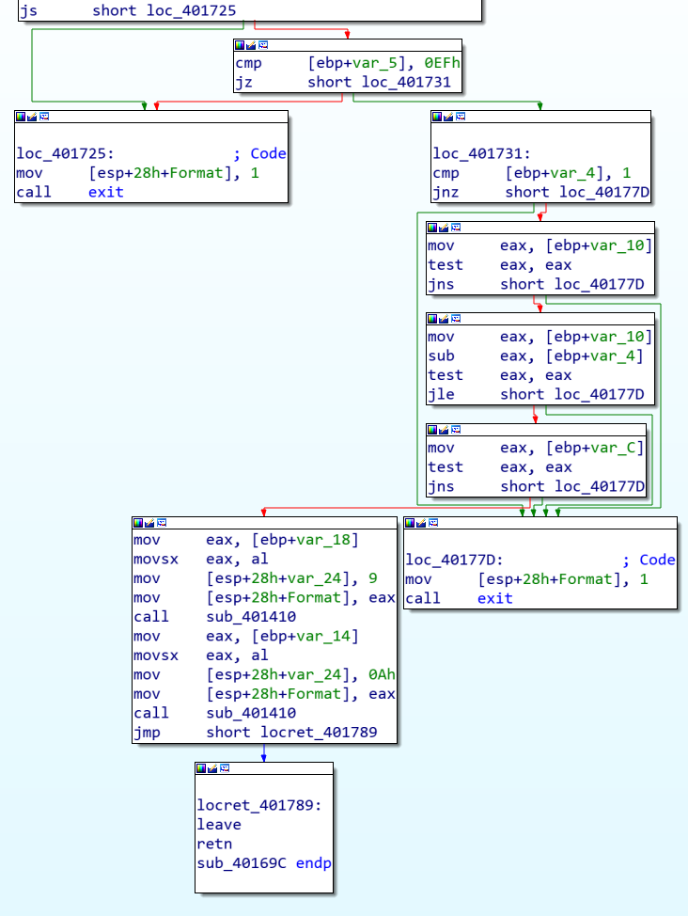 js      short loc_401725
cmp     [ebp+var_5], 0EFh
jz      short loc_401731
loc_401725:             ; Code
mov     [esp+28h+Format], 1
call    exit
loc_401731:
cmp     [ebp+var_4], 1
jnz     short loc_40177D
mov     eax, [ebp+var_10]
test    eax, eax
jns     short loc_40177D
mov     eax, [ebp+var_10]
sub     eax, [ebp+var_4]
test    eax, eax
jle     short loc_40177D
mov     eax, [ebp+var_C]
test    eax, eax
jns     short loc_40177D
mov     eax, [ebp+var_18]
movsx   eax, al
mov     [esp+28h+var_24], 9
mov     [esp+28h+Format], eax
call    sub_401410
mov     eax, [ebp+var_14]
movsx   eax, al
mov     [esp+28h+var_24], 0Ah
mov     [esp+28h+Format], eax
call    sub_401410
jmp     short locret_401789
loc_40177D:             ; Code
mov     [esp+28h+Format], 1
call    exit
locret_401789:
leave
retn
sub_40169C endp